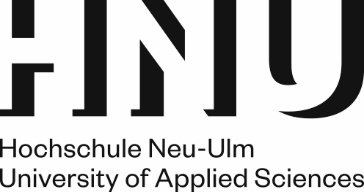 HNU
Hochschule Neu-Ulm
University of Applied Sciences